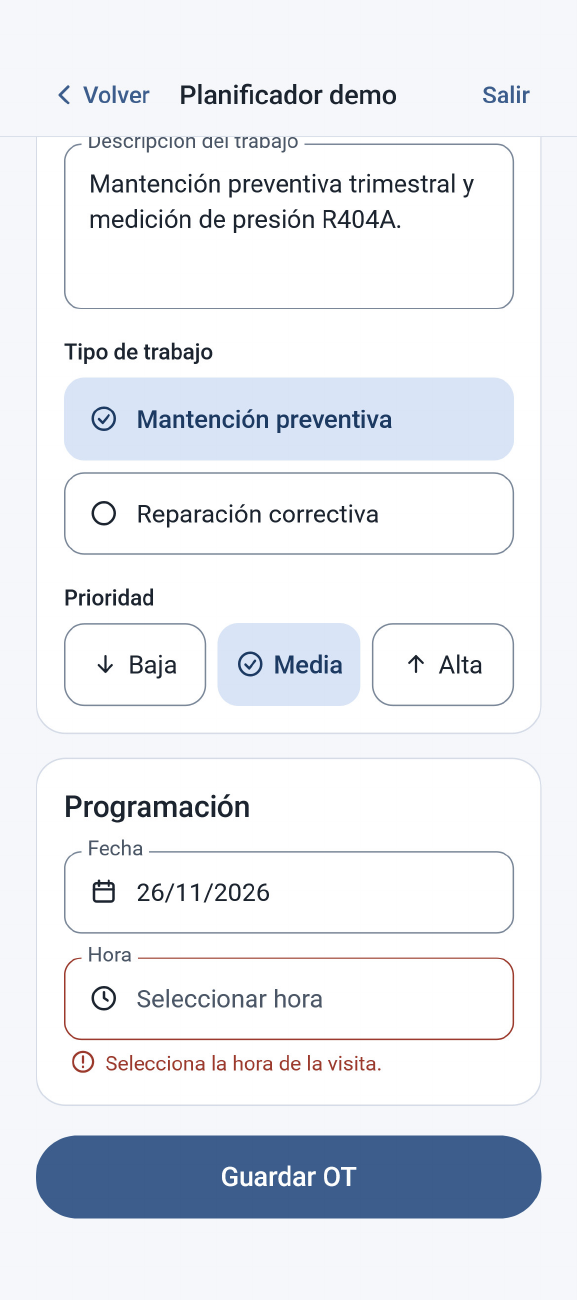 Volver
Planificador demo
Salir
Descripción del trabajo
Mantención preventiva trimestral y
medición de presión R404A.
Tipo de trabajo
Mantención preventiva
Reparación correctiva
Prioridad
Baja
Media
Alta
Programación
Fecha
26/11/2026
Hora
Seleccionar hora
Selecciona la hora de la visita.
Guardar OT